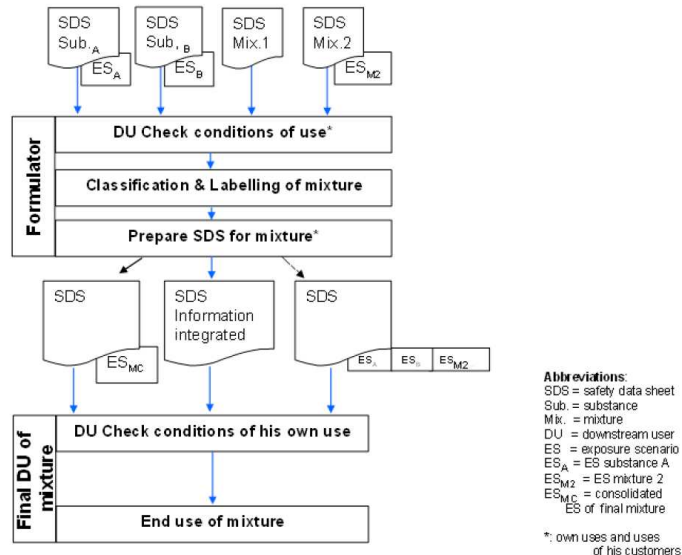 SDS
Sub.A
ESA
SDS
Sub, B
ESB
SDS
Mix.1
SDS
Mix.2
ESM2
Formulator
DU Check conditions of use*
Classification & Labelling of mixture
Prepare SDS for mixture*
SDS
ESMC
SDS
Information
integrated
SDS
ESA
ESB
ESM2
Final DU of
mixture
DU Check conditions of his own use
End use of mixture
Abbreviations:
SDS = safety data sheet
Sub. = substance
Mix. = mixture
DU = downstream user
ES = exposure scenario
ESA = ES substance A
ESM2 = ES mixture 2
ESMC = consolidated
ES of final mixture
*: own uses and uses
of his customers